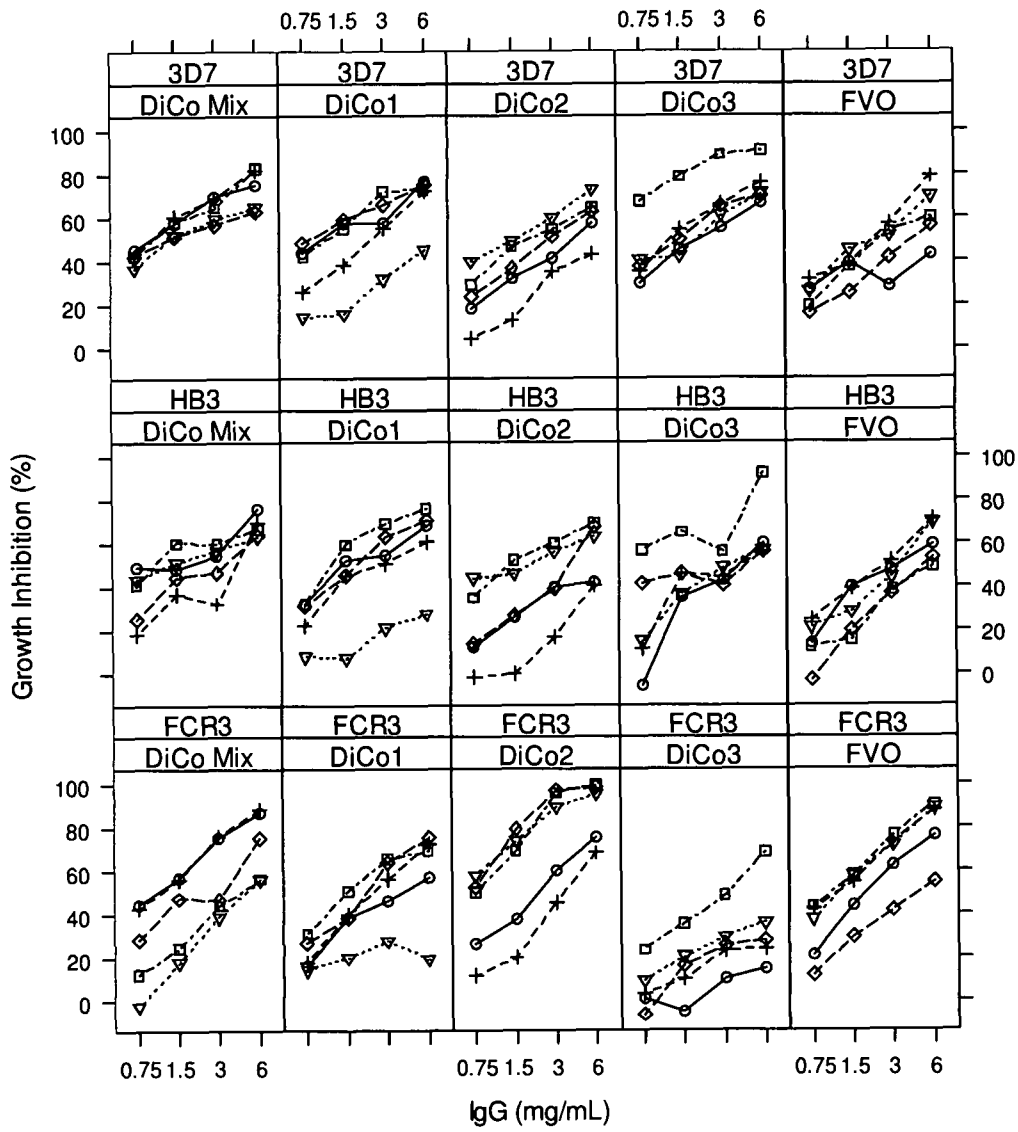 0.75 1.5 3 6 0.75 1.5 3 6
3D7 3D7 3D7 3D7 3D7
DiCo Mix DiCo1 DiCo2 DiCo3 FVO
100
80
60
40
20
0
HB3 HB3 HB3 HB3 HB3
DiCo Mix DiCo1 DiCo2 DiCo3 FVO
Growth Inhibition (%)
100
80
60
40
20
0
FCR3 FCR3 FCR3 FCR3 FCR3
DiCo Mix DiCo1 DiCo2 DiCo3 FVO
100
80
60
40
20
0
0.75 1.5 3 6 0.75 1.5 3 6 0.75 1.5 3 6
IgG (mg/mL)